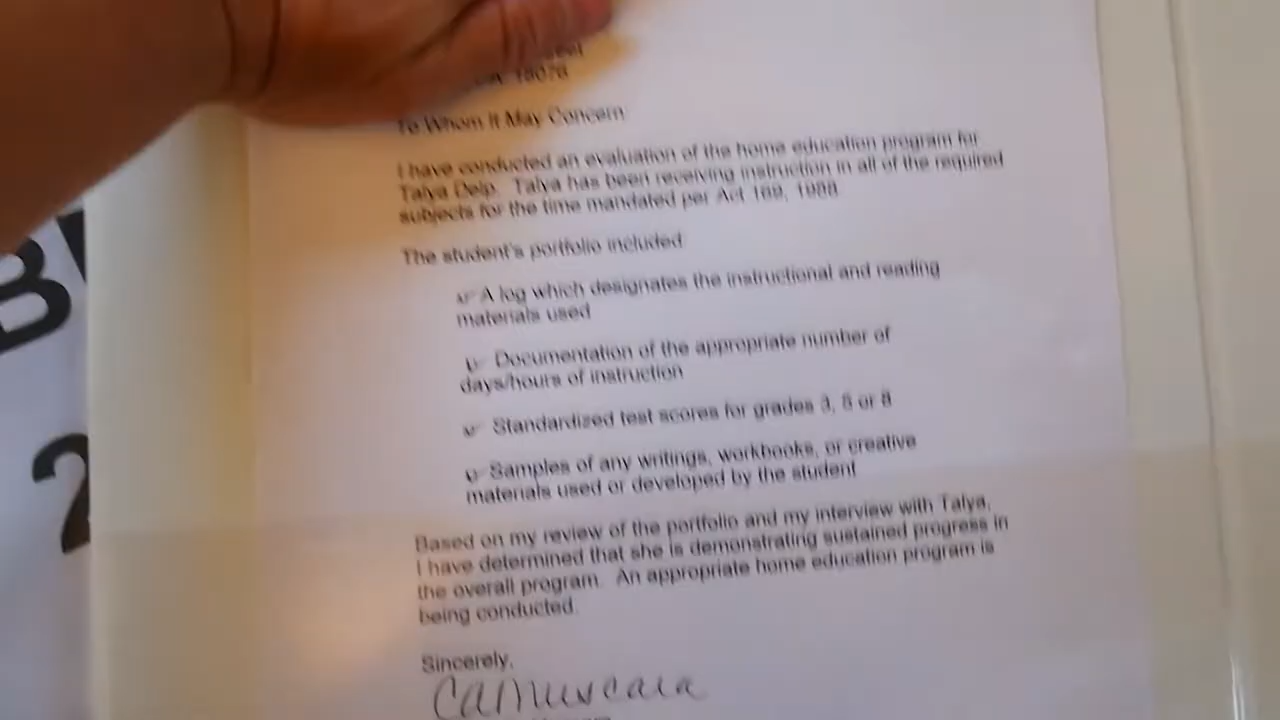 To Whom It May Concern
I have conducted an evaluation of the home education program for
Talya Delp. Talya has been receiving instruction in all of the required
subjects for the time mandated per Act 169, 1988
The student's portfolio included
A log which designates the instructional and reading
materials used
Documentation of the appropriate number of
days/hours of instruction
Standardized test scores for grades 3, 5 or 8
Samples of any writings, workbooks, or creative
materials used or developed by the student
Based on my review of the portfolio and my interview with Talya,
I have determined that she is demonstrating sustained progress in
the overall program. An appropriate home education program is
being conducted.
Sincerely,
B
2